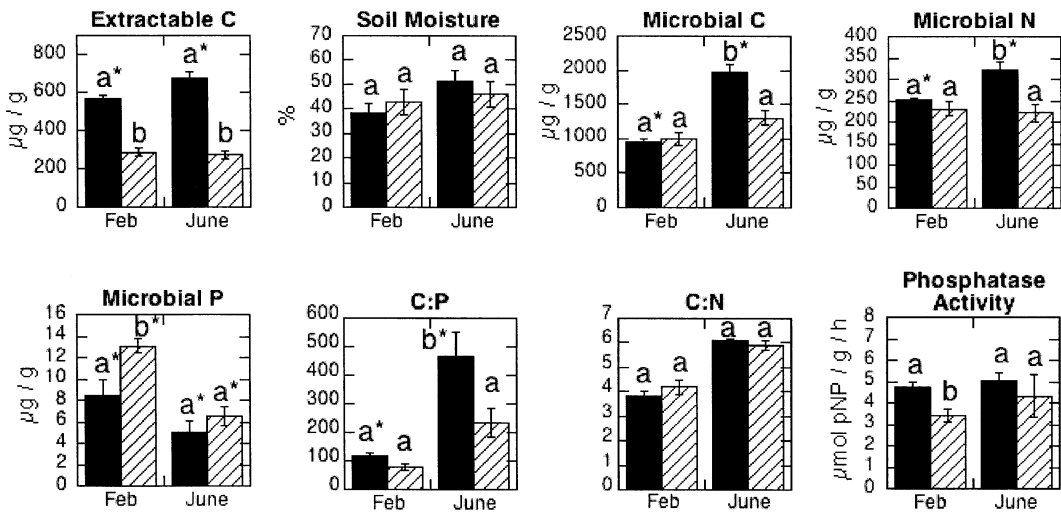 Extractable C
µg / g
800
600
400
200
0
a*
b
a*
b
Feb
June
Soil Moisture
%
70
60
50
40
30
20
10
0
a
a
a
a
Feb
June
Microbial C
µg / g
2500
2000
1500
1000
500
0
a*
a
b*
a
Feb
June
Microbial N
µg / g
400
350
300
250
200
150
100
50
0
a*
a
b*
a
Feb
June
Microbial P
µg / g
16
14
12
10
8
6
4
2
0
a*
b*
a*
a*
Feb
June
C:P
600
500
400
300
200
100
0
a*
a
b*
a
Feb
June
C:N
7
6
5
4
3
2
1
0
a
a
a
a
Feb
June
Phosphatase
Activity
µmol pNP / g / h
8
7
6
5
4
3
2
1
0
a
b
a
a
Feb
June